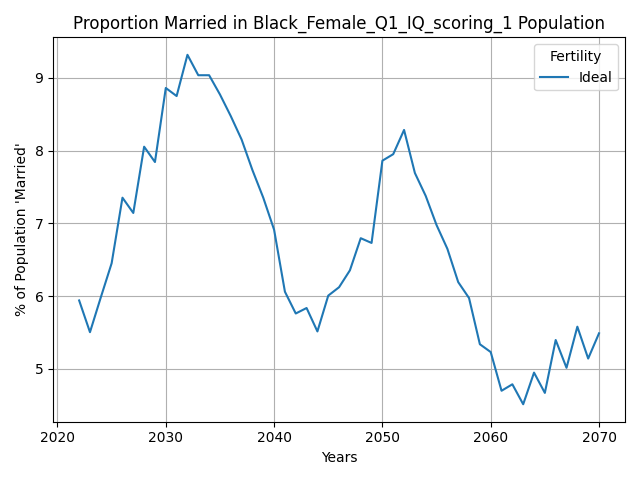 Proportion Married in Black_Female_Q1_IQ_scoring_1 Population
Fertility
Ideal
% of Population 'Married'
9
8
7
6
5
2020 2030 2040 2050 2060 2070
Years